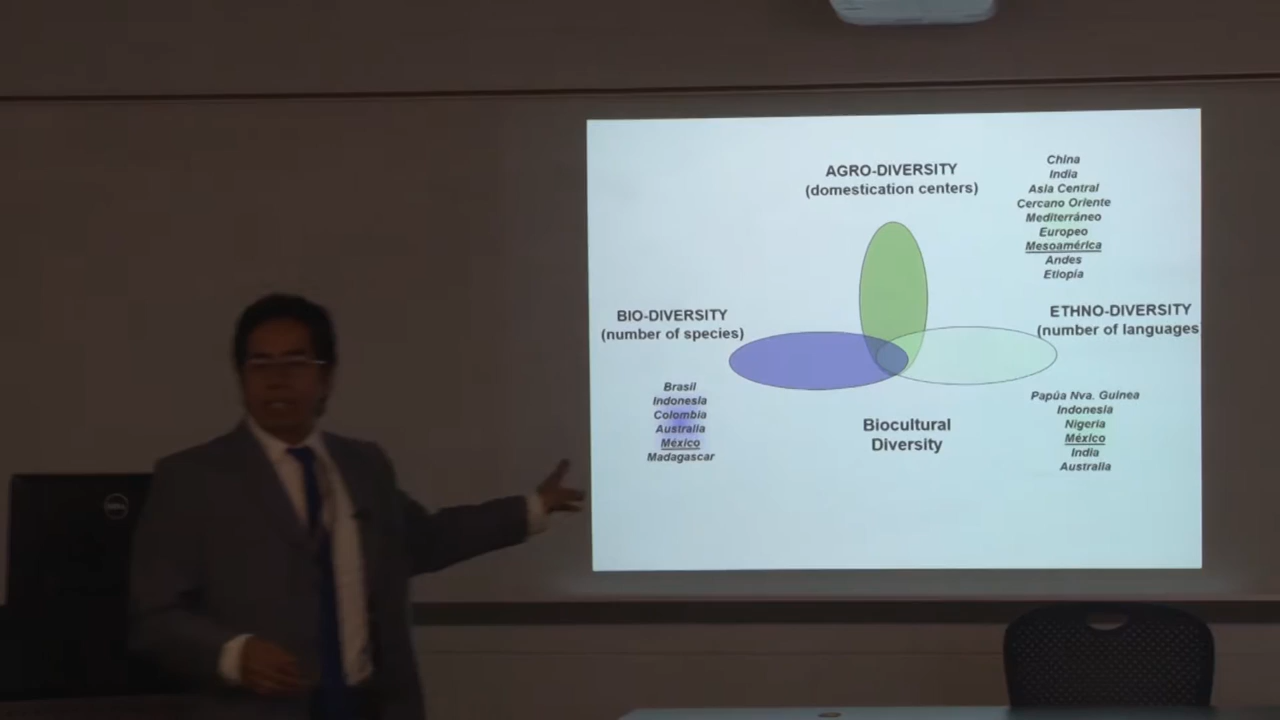 AGRO-DIVERSITY
(domestication centers)
China
India
Asia Central
Cercano Oriente
Mediterráneo
Europeo
Mesoamérica
Andes
Etiopía
BIO-DIVERSITY
(number of species)
Brasil
Indonesia
Colombia
Australia
México
Madagascar
ETHNO-DIVERSITY
(number of languages
Papúa Nva. Guinea
Indonesia
Nigeria
México
India
Australia
Biocultural
Diversity
DELL